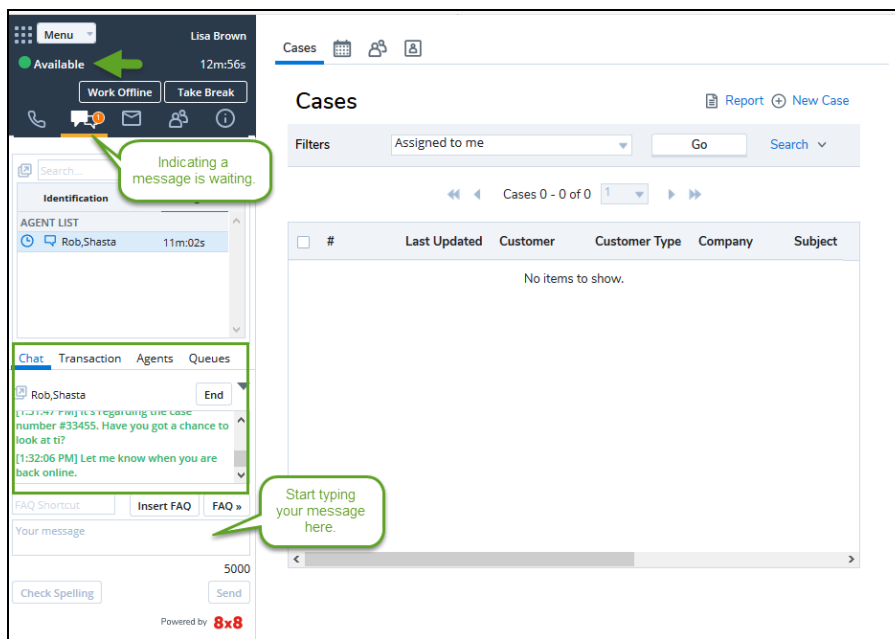 Menu
Lisa Brown
Available
12m:56s
Work Offline
Take Break
1
Indicating a
message is waiting.
Search...
Identification
AGENT LIST
Rob,Shasta
11m:02s
Chat
Transaction
Agents
Queues
Rob,Shasta
End
[1:31:47 PM] It's regarding the case
number #33455. Have you got a chance to
look at ti?
[1:32:06 PM] Let me know when you are
back online.
FAQ Shortcut
Insert FAQ
FAQ »
Your message
Start typing
your message
here.
5000
Check Spelling
Send
Powered by 8x8
Cases
Cases
Report
New Case
Filters
Assigned to me
Go
Search
Cases 0 - 0 of 0
1
#
Last Updated
Customer
Customer Type
Company
Subject
No items to show.